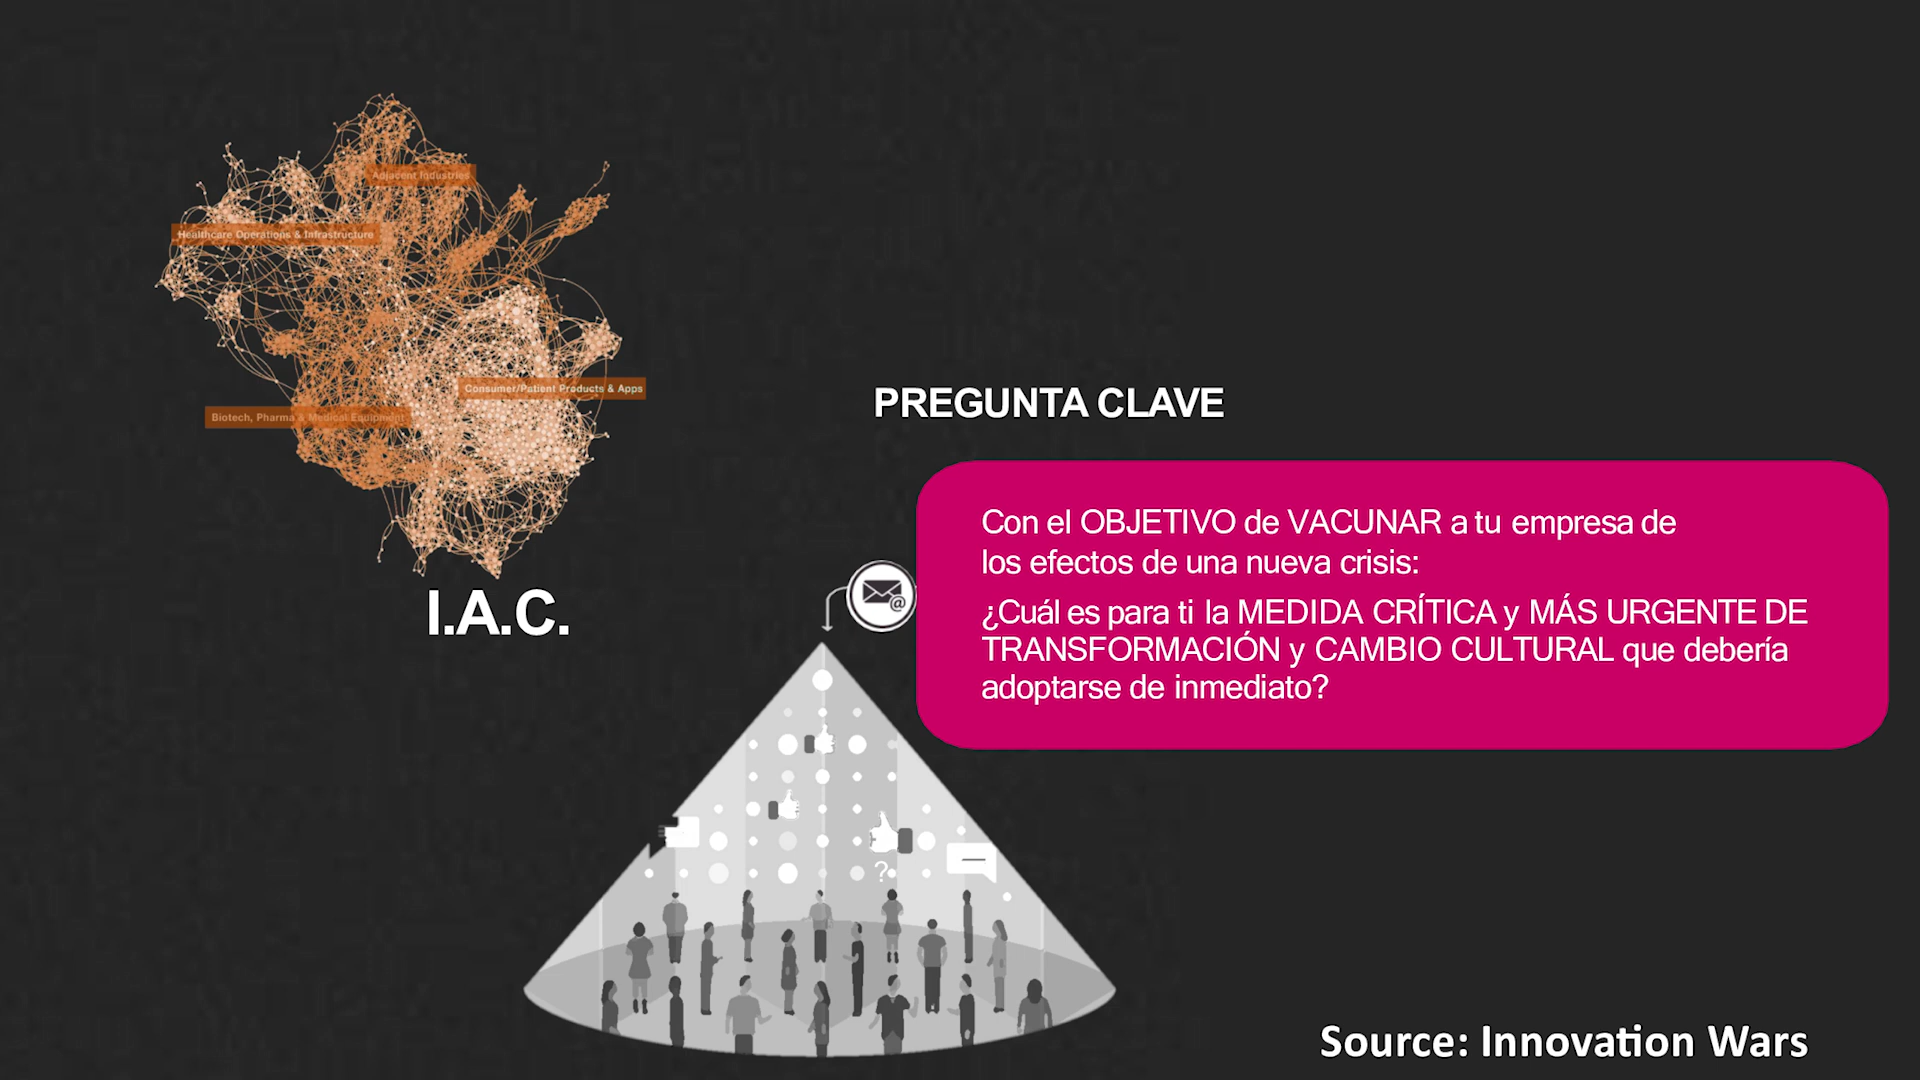 Adjacent Industries
Healthcare Operations & Infrastructure
Consumer/Patient Products & Apps
Biotech, Pharma & Medical Equipment
I.A.C.
PREGUNTA CLAVE
Con el OBJETIVO de VACUNAR a tu empresa de
los efectos de una nueva crisis:
¿Cuál es para ti la MEDIDA CRÍTICA y MÁS URGENTE DE
TRANSFORMACIÓN y CAMBIO CULTURAL que debería
adoptarse de inmediato?
@
?
Source: Innovation Wars